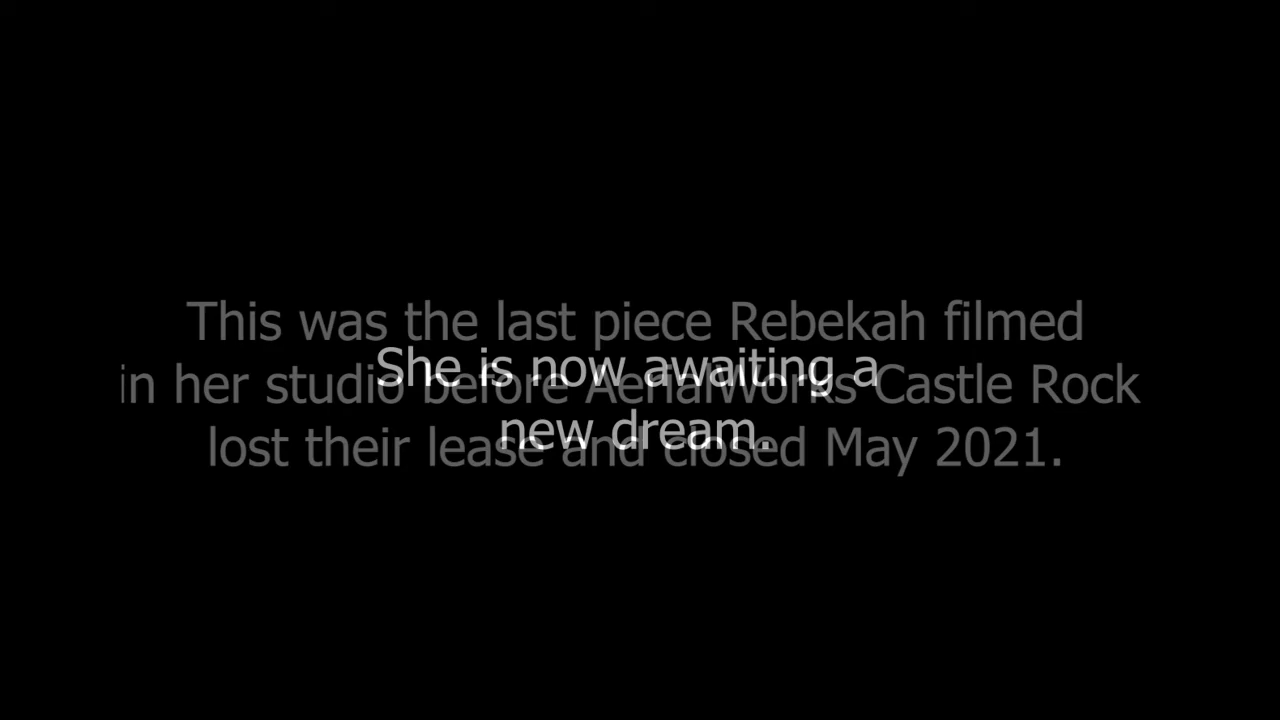 This was the last piece Rebekah filmed
in her studio before AerialWorks Castle Rock
lost their lease and closed May 2021.
She is now awaiting a
new dream.